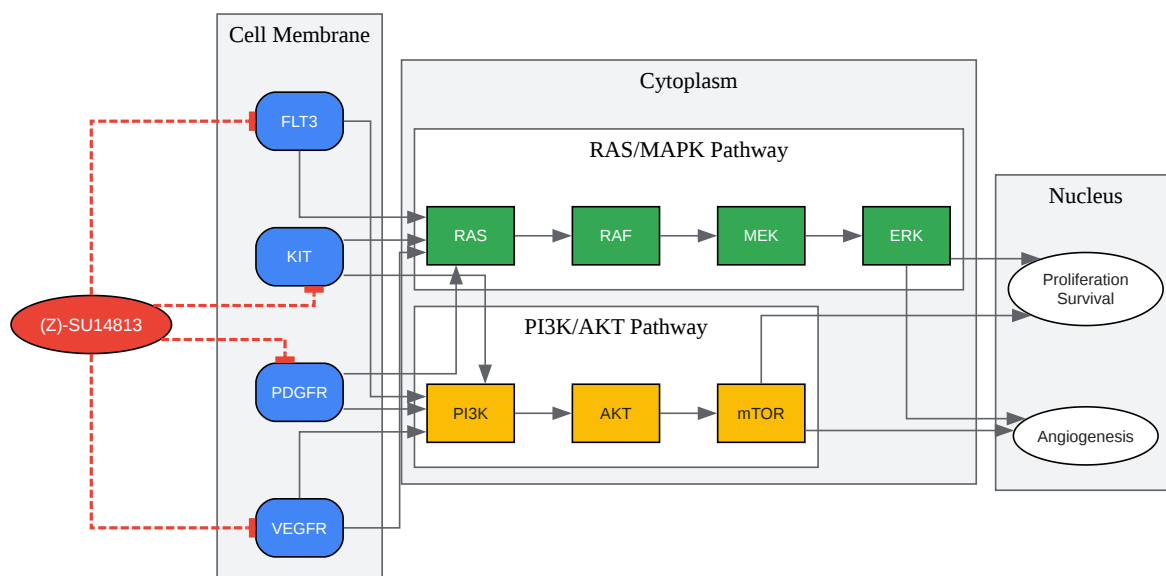 Cell Membrane
Cytoplasm
RAS/MAPK Pathway
Nucleus
FLT3
KIT
RAS
RAF
MEK
ERK
Proliferation
Survival
(Z)-SU14813
PI3K/AKT Pathway
PDGFR
PI3K
AKT
mTOR
Angiogenesis
VEGFR